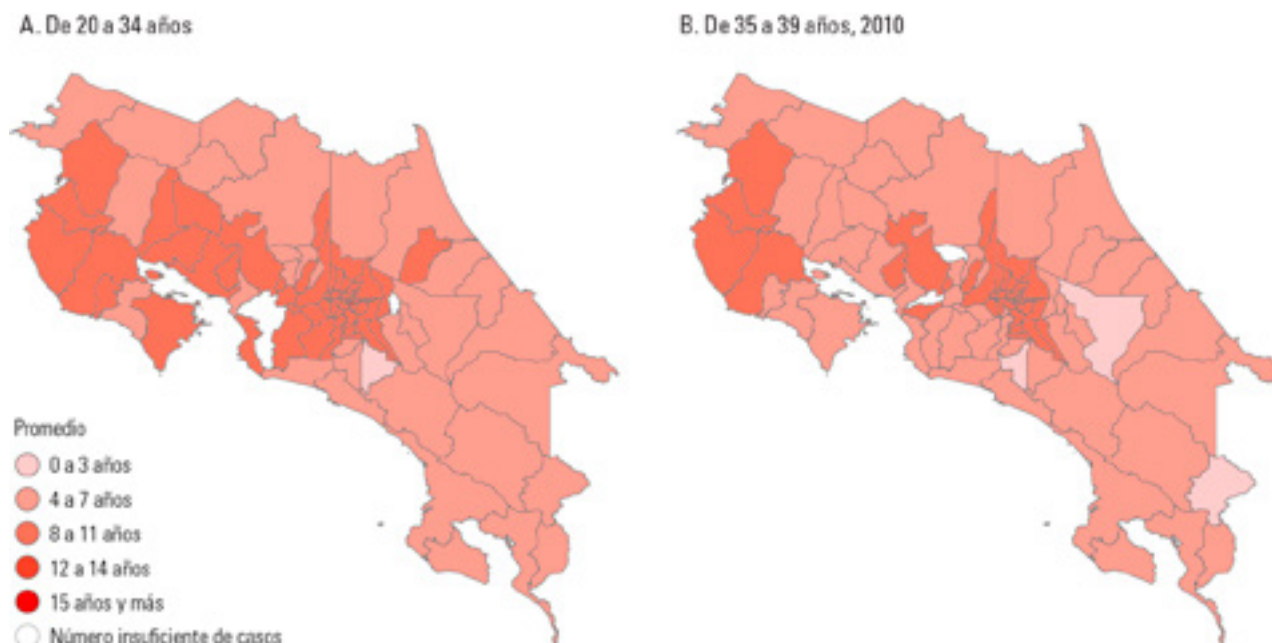 A. De 20 a 34 años
B. De 35 a 39 años, 2010
Promedio
0 a 3 años
4 a 7 años
8 a 11 años
12 a 14 años
15 años y más
Número insuficiente de casos